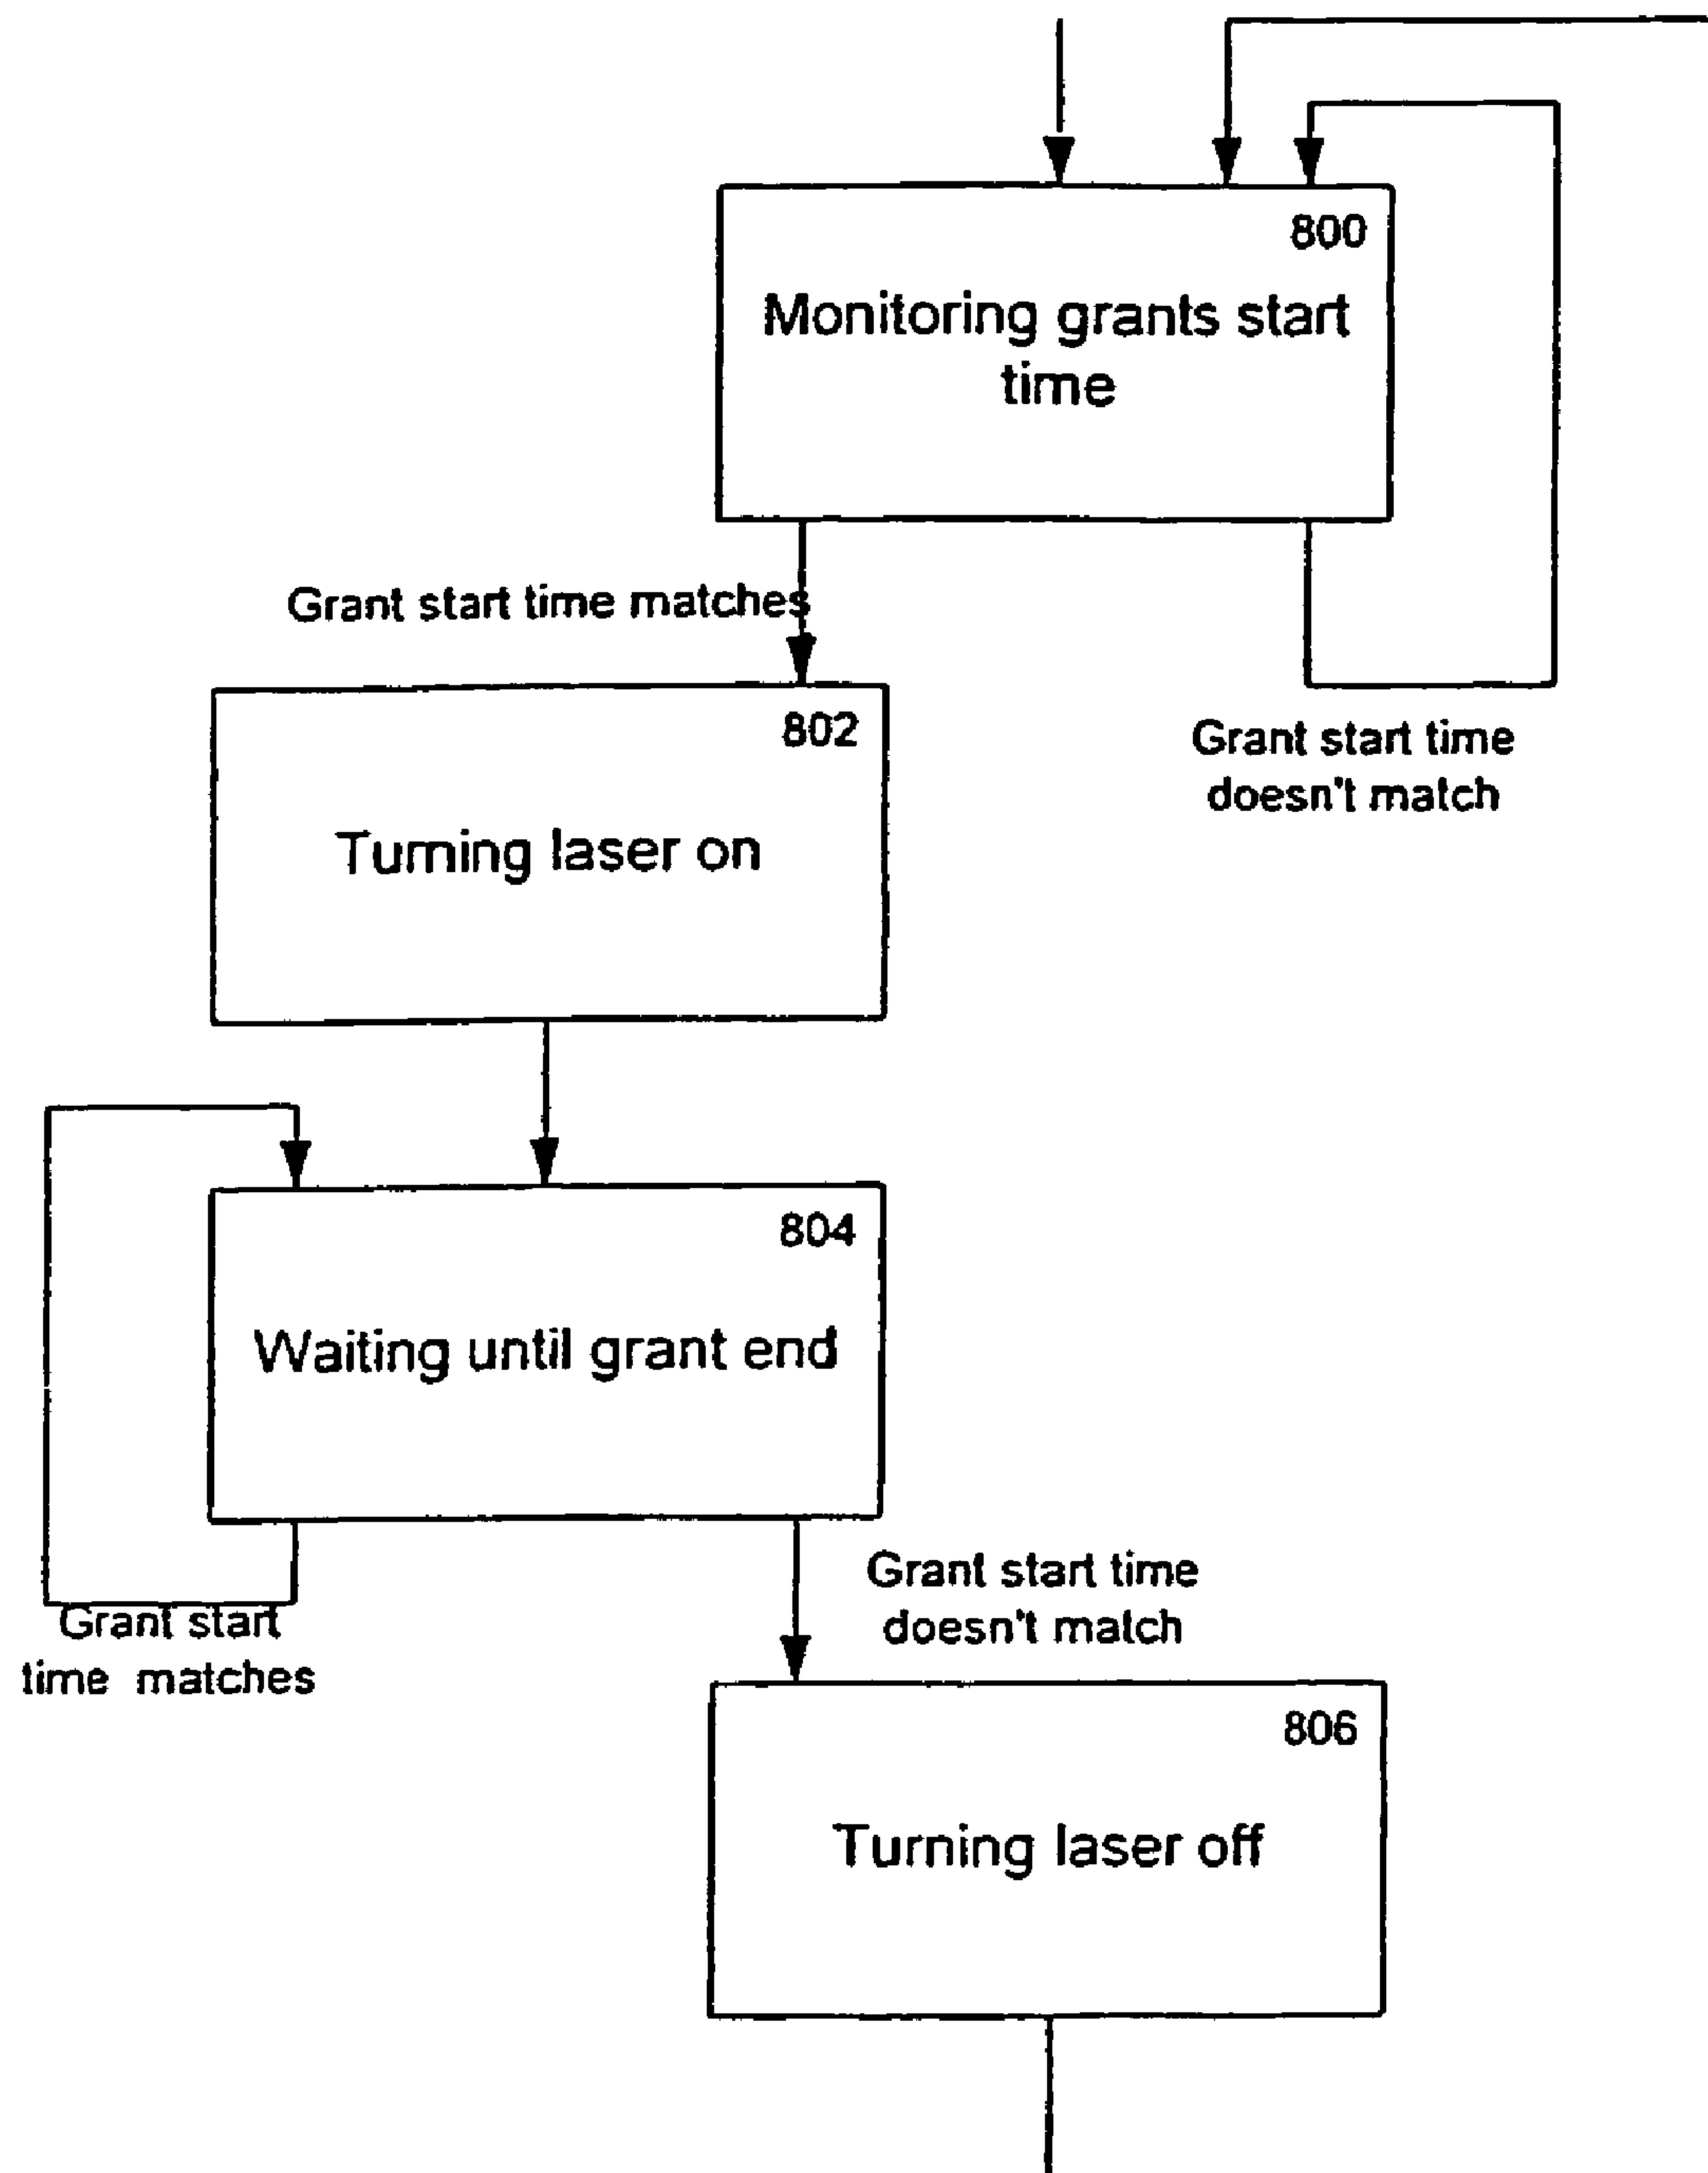 800
Monitoring grants start
time
Grant start time matches
802
Turning laser on
Grant start time
doesn't match
804
Waiting until grant end
Grant start time
doesn't match
Grant start
time matches
806
Turning laser off